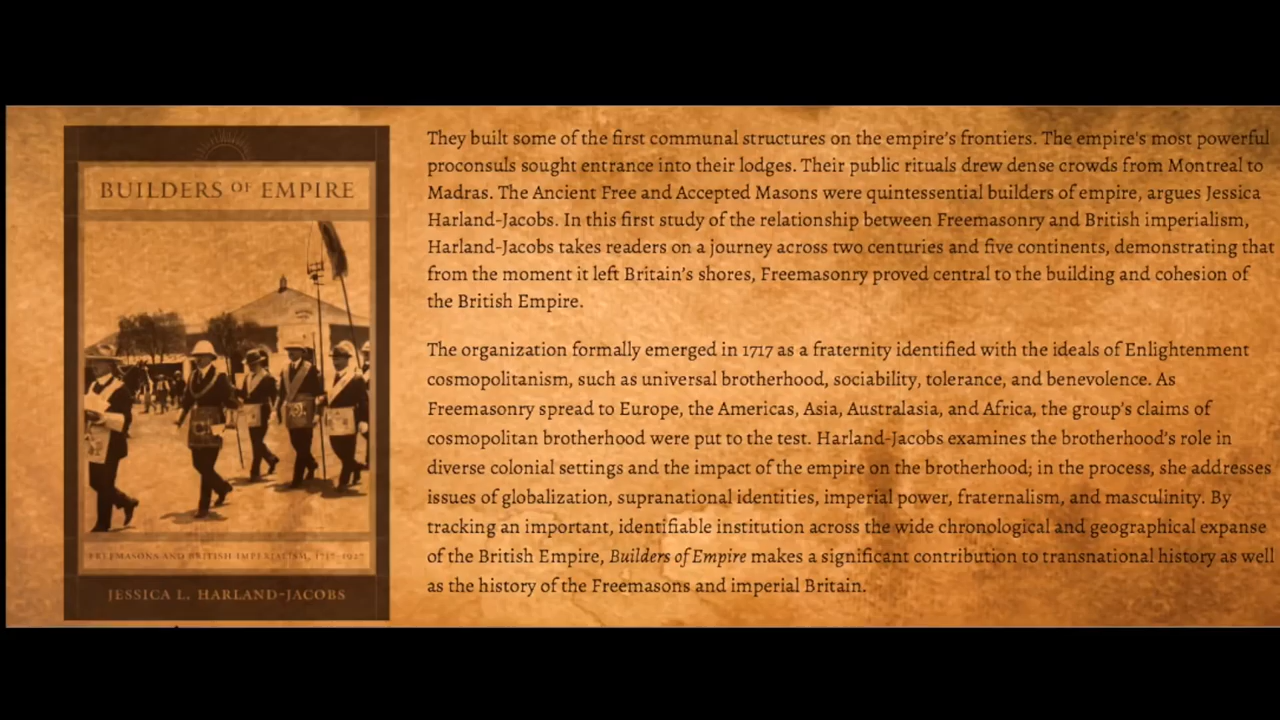 BUILDERS OF EMPIRE
FREEMASONS AND BRITISH IMPERIALISM, 1717–1927
JESSICA L. HARLAND-JACOBS
They built some of the first communal structures on the empire's frontiers. The empire's most powerful
proconsuls sought entrance into their lodges. Their public rituals drew dense crowds from Montreal to
Madras. The Ancient Free and Accepted Masons were quintessential builders of empire, argues Jessica
Harland-Jacobs. In this first study of the relationship between Freemasonry and British imperialism,
Harland-Jacobs takes readers on a journey across two centuries and five continents, demonstrating that
from the moment it left Britain's shores, Freemasonry proved central to the building and cohesion of
the British Empire.
The organization formally emerged in 1717 as a fraternity identified with the ideals of Enlightenment
cosmopolitanism, such as universal brotherhood, sociability, tolerance, and benevolence. As
Freemasonry spread to Europe, the Americas, Asia, Australasia, and Africa, the group's claims of
cosmopolitan brotherhood were put to the test. Harland-Jacobs examines the brotherhood's role in
diverse colonial settings and the impact of the empire on the brotherhood; in the process, she addresses
issues of globalization, supranational identities, imperial power, fraternalism, and masculinity. By
tracking an important, identifiable institution across the wide chronological and geographical expanse
of the British Empire, Builders of Empire makes a significant contribution to transnational history as well
as the history of the Freemasons and imperial Britain.